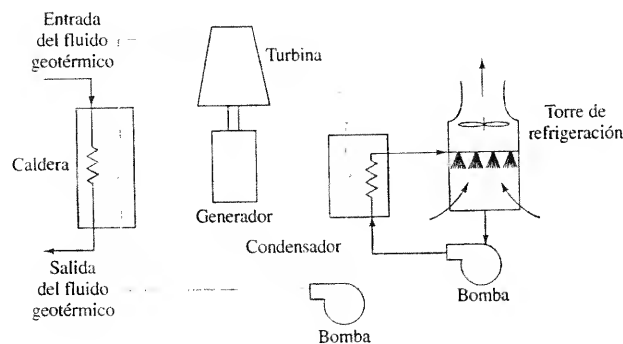 Entrada
del fluido
geotérmico
Turbina
Torre de
refrigeración
Caldera
Generador
Condensador
Salida
del fluido
geotérmico
Bomba
Bomba